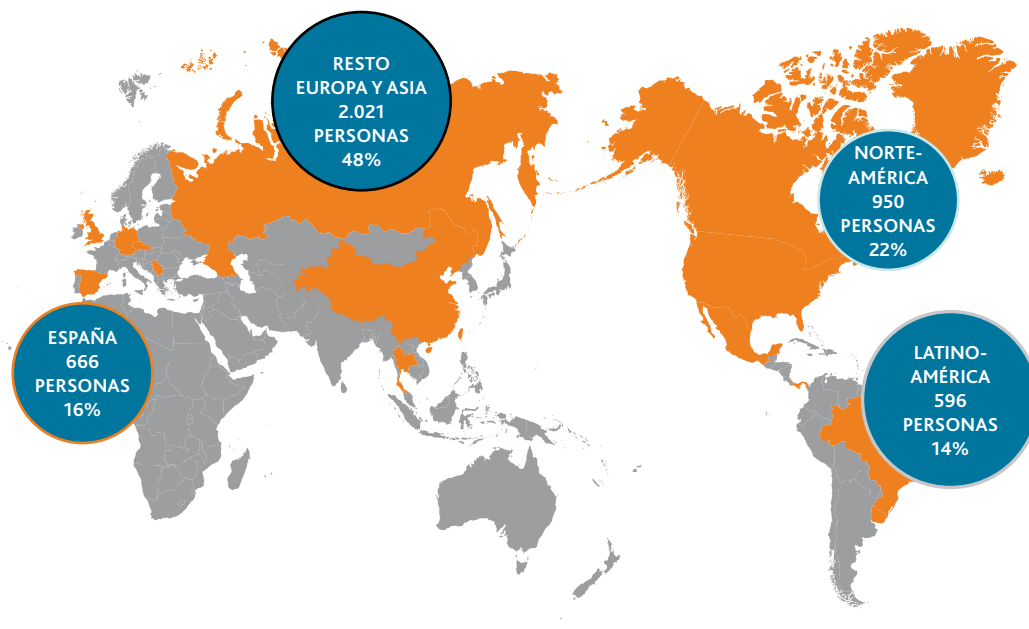 RESTO
EUROPA Y ASIA
2.021
PERSONAS
48%
NORTE-
AMÉRICA
950
PERSONAS
22%
ESPAÑA
666
PERSONAS
16%
LATINO-
AMÉRICA
596
PERSONAS
14%